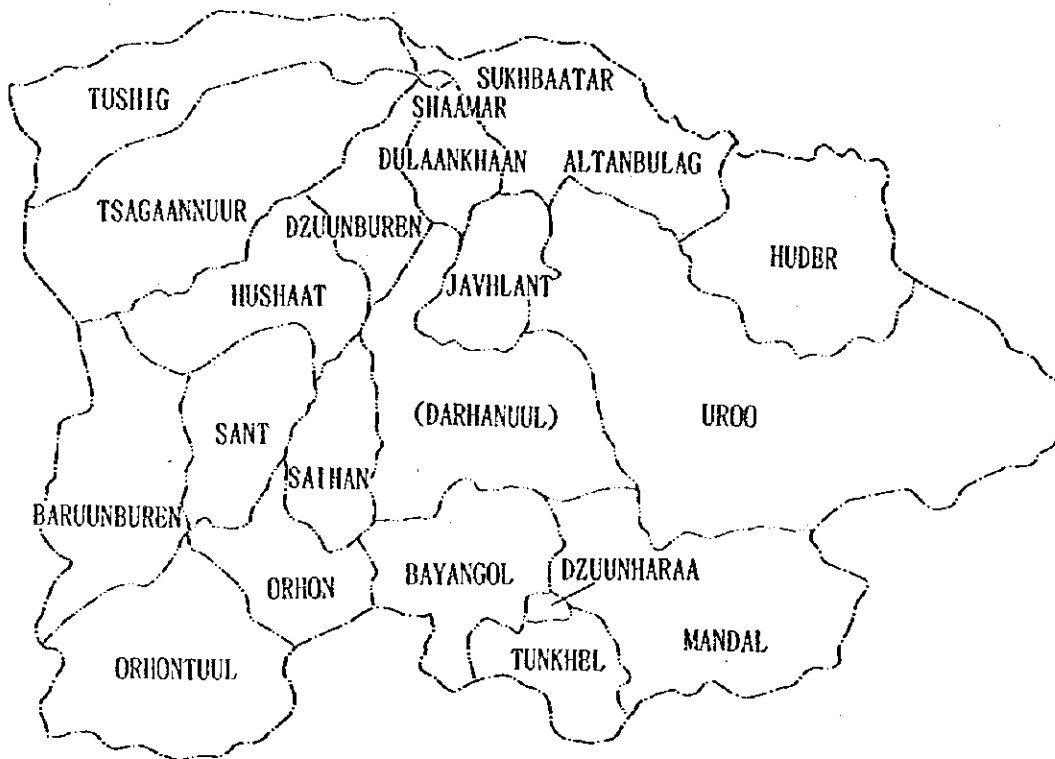 SUKHBAATAR
TUSHIG
SHAAMAR
DULAANKHAAN
ALTANBULAG
TSAGAANNUUR
DZUUNBUREN
HUDER
JAVHLANT
HUSHAAT
(DARHANUUL)
UROO
SANT
SAIHAN
BARUUNBUREN
DZUUNHARAA
BAYANGOL
ORHON
MANDAL
TUNKHEL
ORHONTUUL